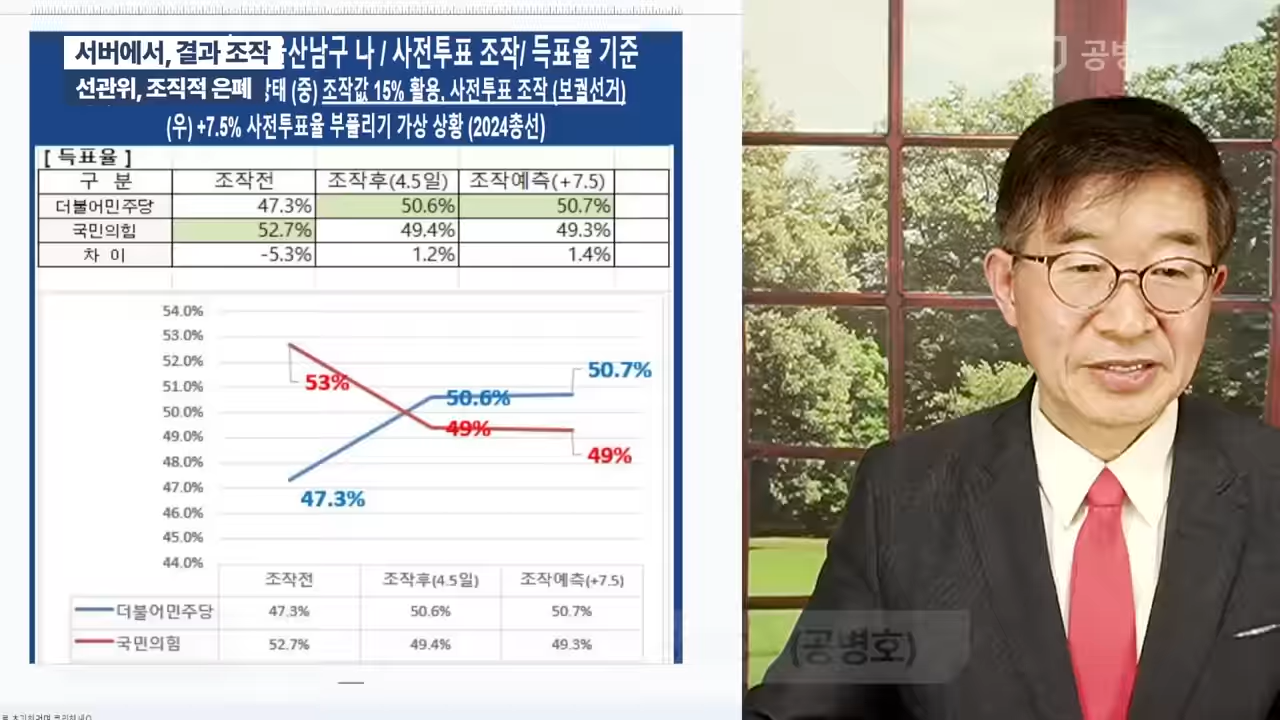 서버에서, 결과 조작 산남구 나 / 사전투표 조작/ 득표율 기준
선관위, 조직적 은폐 상태 (중) 조작값 15% 활용, 사전투표 조작 (보궐선거)
(우) +7.5% 사전투표율 부플리기 가상 상황 (2024총선)
[ 득표율 ]
구 분 조작전 조작후(4.5일) 조작예측(+7.5)
더불어민주당 47.3% 50.6% 50.7%
국민의힘 52.7% 49.4% 49.3%
차 이 -5.3% 1.2% 1.4%
54.0%
53.0%
52.0%
51.0%
50.0%
49.0%
48.0%
47.0%
46.0%
45.0%
44.0%
53%
47.3%
50.6%
49%
50.7%
49%
조작전 조작후(4.5일) 조작예측(+7.5)
더불어민주당 47.3% 50.6% 50.7%
국민의힘 52.7% 49.4% 49.3%
공병
(공병호)